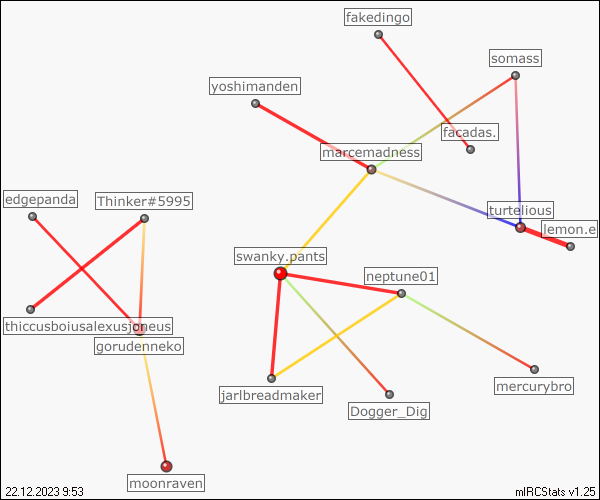 fakedingo
somass
yoshimanden
facadas.
marcemadness
edgepanda
Thinker#5995
turtelious
lemon.e
swanky.pants
neptune01
thiccusboiusalexusjoneus
gorudenneko
jarlbreadmaker
mercurybro
Dogger_Dig
moonraven
22.12.2023 9:53
mIRCStats v1.25